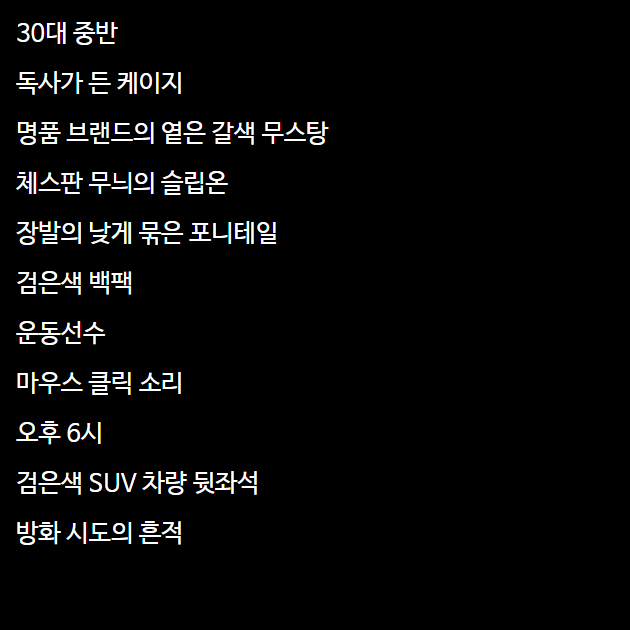 30대 중반
독사가 든 케이지
명품 브랜드의 옅은 갈색 무스탕
체스판 무늬의 슬립온
장발의 낮게 묶은 포니테일
검은색 백팩
운동선수
마우스 클릭 소리
오후 6시
검은색 SUV 차량 뒷좌석
방화 시도의 흔적